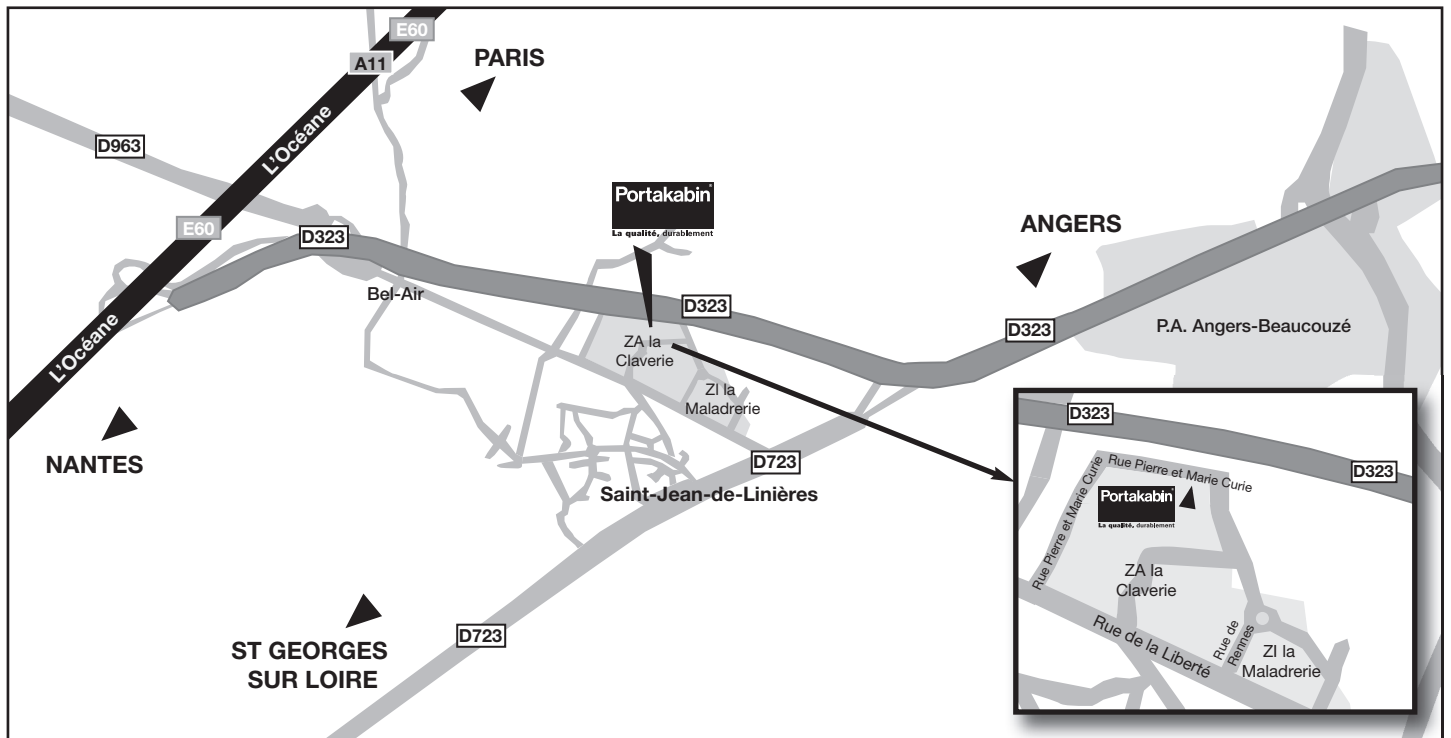 E60
A11
PARIS
L'Océane
D963
Portakabin®
La qualité, durablement
E60
D323
ANGERS
Bel-Air
D323
D323
P.A. Angers-Beaucouzé
ZA la
Claverie
L'Océane
ZI la
Maladrerie
NANTES
D723
Saint-Jean-de-Linières
ST GEORGES
SUR LOIRE
D723
D323
D323
Rue Pierre et Marie Curie
Rue Pierre et Marie Curie
Portakabin®
La qualité, durablement
ZA la
Claverie
Rue de la Liberté
Rue de
Rennes
ZI la
Maladrerie